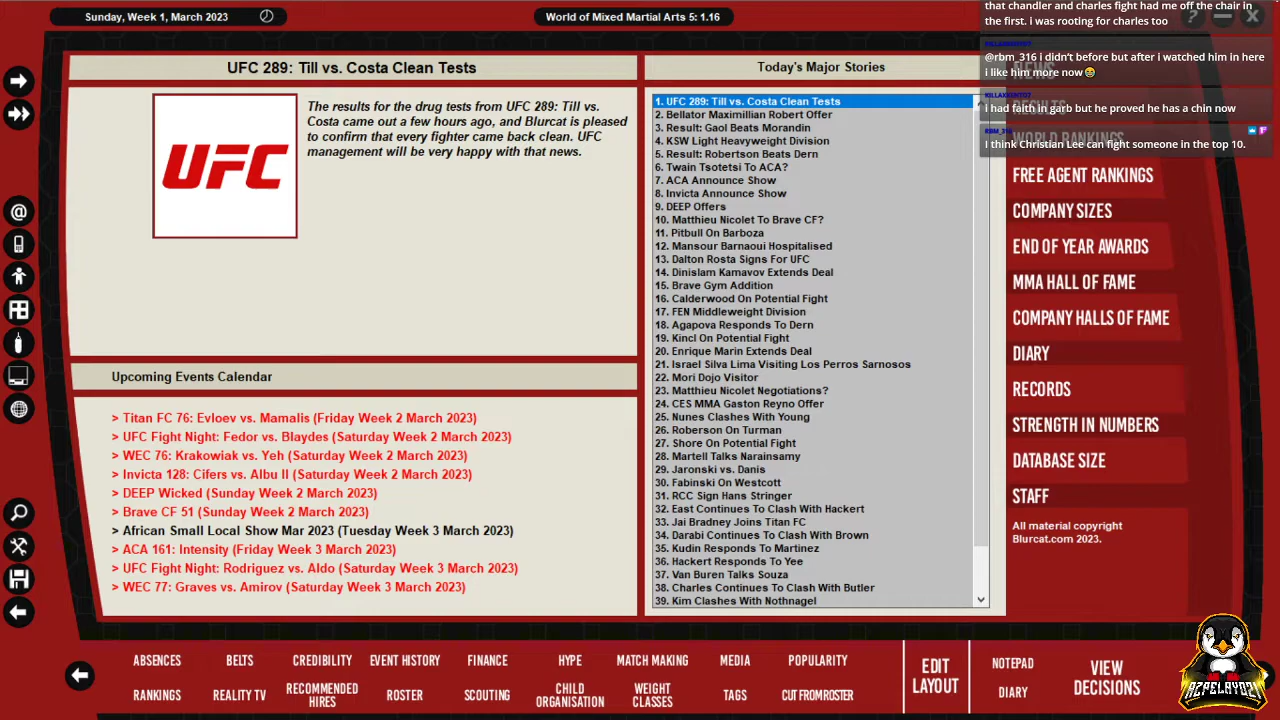 Sunday, Week 1, March 2023
World of Mixed Martial Arts 5: 1.16
that chandler and charles fight had me off the chair in
the first. i was rooting for charles too
@rbm_316 i didn't before but after i watched him in here
i like him more now😂
i had faith in garb but he proved he has a chin now
RBM_316
I think Christian Lee can fight someone in the top 10.
UFC 289: Till vs. Costa Clean Tests
UFC
The results for the drug tests from UFC 289: Till vs.
Costa came out a few hours ago, and Blurcat is pleased
to confirm that every fighter came back clean. UFC
management will be very happy with that news.
Upcoming Events Calendar
> Titan FC 76: Evloev vs. Mamalis (Friday Week 2 March 2023)
> UFC Fight Night: Fedor vs. Blaydes (Saturday Week 2 March 2023)
> WEC 76: Krakowiak vs. Yeh (Saturday Week 2 March 2023)
> Invicta 128: Cifers vs. Albu II (Saturday Week 2 March 2023)
> DEEP Wicked (Sunday Week 2 March 2023)
> Brave CF 51 (Sunday Week 2 March 2023)
> African Small Local Show Mar 2023 (Tuesday Week 3 March 2023)
> ACA 161: Intensity (Friday Week 3 March 2023)
> UFC Fight Night: Rodriguez vs. Aldo (Saturday Week 3 March 2023)
> WEC 77: Graves vs. Amirov (Saturday Week 3 March 2023)
Today's Major Stories
1. UFC 289: Till vs. Costa Clean Tests
2. Bellator Maximillian Robert Offer
3. Result: Gaol Beats Morandin
4. KSW Light Heavyweight Division
5. Result: Robertson Beats Dern
6. Twain Tsotetsi To ACA?
7. ACA Announce Show
8. Invicta Announce Show
9. DEEP Offers
10. Matthieu Nicolet To Brave CF?
11. Pitbull On Barboza
12. Mansour Barnaoui Hospitalised
13. Dalton Rosta Signs For UFC
14. Dinislam Kamavov Extends Deal
15. Brave Gym Addition
16. Calderwood On Potential Fight
17. FEN Middleweight Division
18. Agapova Responds To Dern
19. Kincl On Potential Fight
20. Enrique Marin Extends Deal
21. Israel Silva Lima Visiting Los Perros Sarnosos
22. Mori Dojo Visitor
23. Matthieu Nicolet Negotiations?
24. CES MMA Gaston Reyno Offer
25. Nunes Clashes With Young
26. Roberson On Turman
27. Shore On Potential Fight
28. Martell Talks Narainsamy
29. Jaronski vs. Danis
30. Fabinski On Westcott
31. RCC Sign Hans Stringer
32. East Continues To Clash With Hackert
33. Jai Bradney Joins Titan FC
34. Darabi Continues To Clash With Brown
35. Kudin Responds To Martinez
36. Hackert Responds To Yee
37. Van Buren Talks Souza
38. Charles Continues To Clash With Butler
39. Kim Clashes With Nothnagel
NEWS
RESULTS
WORLD RANKINGS
FREE AGENT RANKINGS
COMPANY SIZES
END OF YEAR AWARDS
MMA HALL OF FAME
COMPANY HALLS OF FAME
DIARY
RECORDS
STRENGTH IN NUMBERS
DATABASE SIZE
STAFF
All material copyright
Blurcat.com 2023.
ABSENCES
BELTS
CREDIBILITY
EVENT HISTORY
FINANCE
HYPE
MATCH MAKING
MEDIA
POPULARITY
RANKINGS
REALITY TV
RECOMMENDED
HIRES
ROSTER
SCOUTING
CHILD
ORGANISATION
WEIGHT
CLASSES
TAGS
CUT FROM ROSTER
EDIT
LAYOUT
NOTEPAD
DIARY
VIEW
DECISIONS